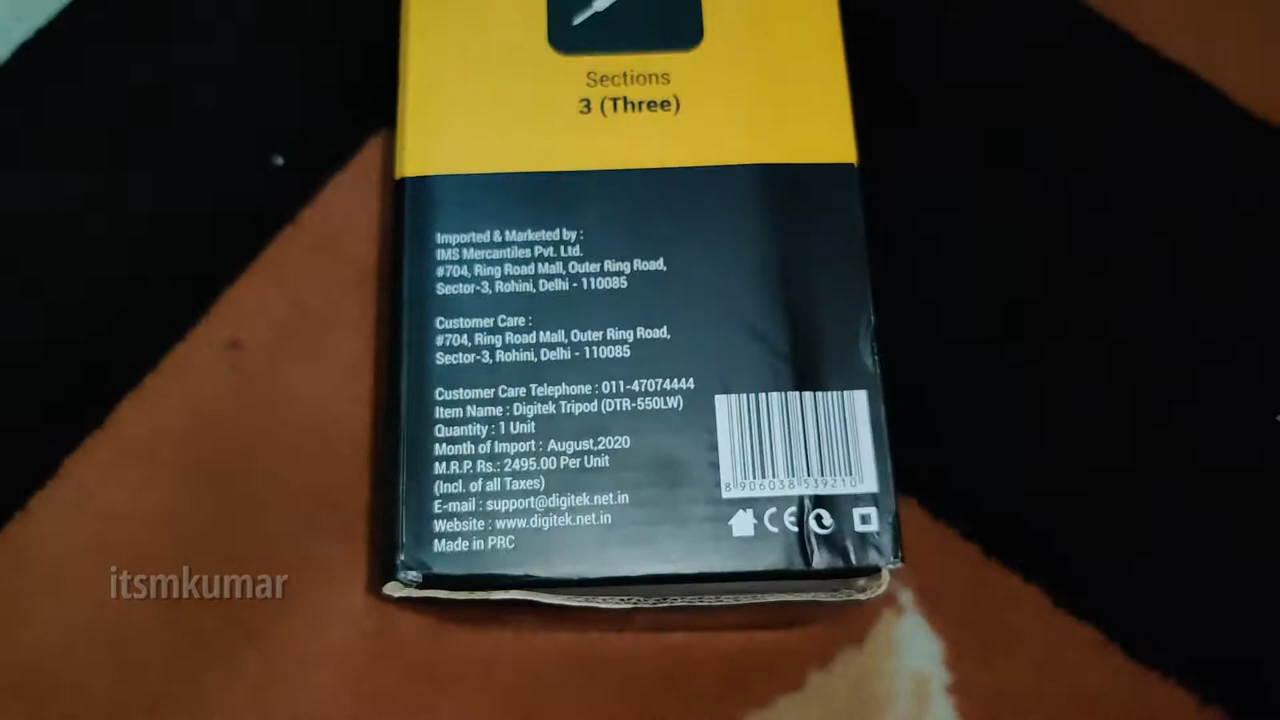 Sections
3 (Three)
Imported & Marketed by :
IMS Mercantiles Pvt. Ltd.
#704, Ring Road Mall, Outer Ring Road,
Sector-3, Rohini, Delhi - 110085
Customer Care :
#704, Ring Road Mall, Outer Ring Road,
Sector-3, Rohini, Delhi - 110085
Customer Care Telephone : 011-47074444
Item Name : Digitek Tripod (DTR-550LW)
Quantity : 1 Unit
Month of Import : August,2020
M.R.P. Rs.: 2495.00 Per Unit
(Incl. of all Taxes)
E-mail : support@digitek.net.in
Website : www.digitek.net.in
Made in PRC
8 906038 539210
CE
itsmkumar